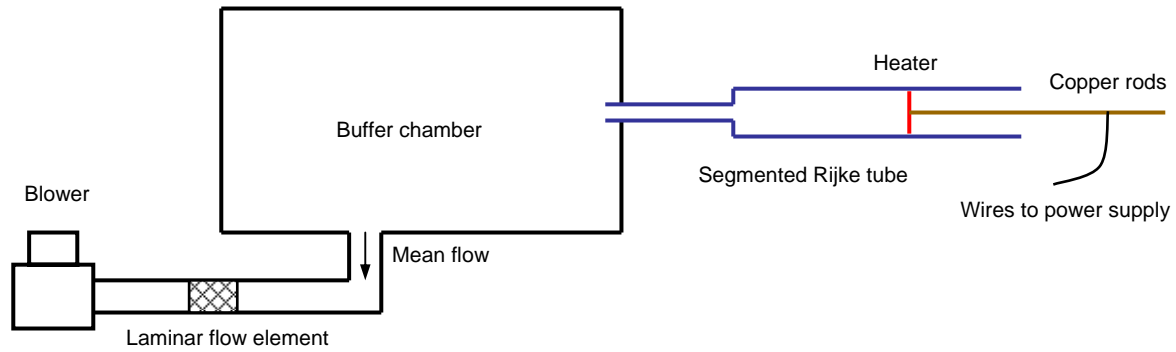 Heater
Copper rods
Buffer chamber
Segmented Rijke tube
Blower
Wires to power supply
Mean flow
Laminar flow element